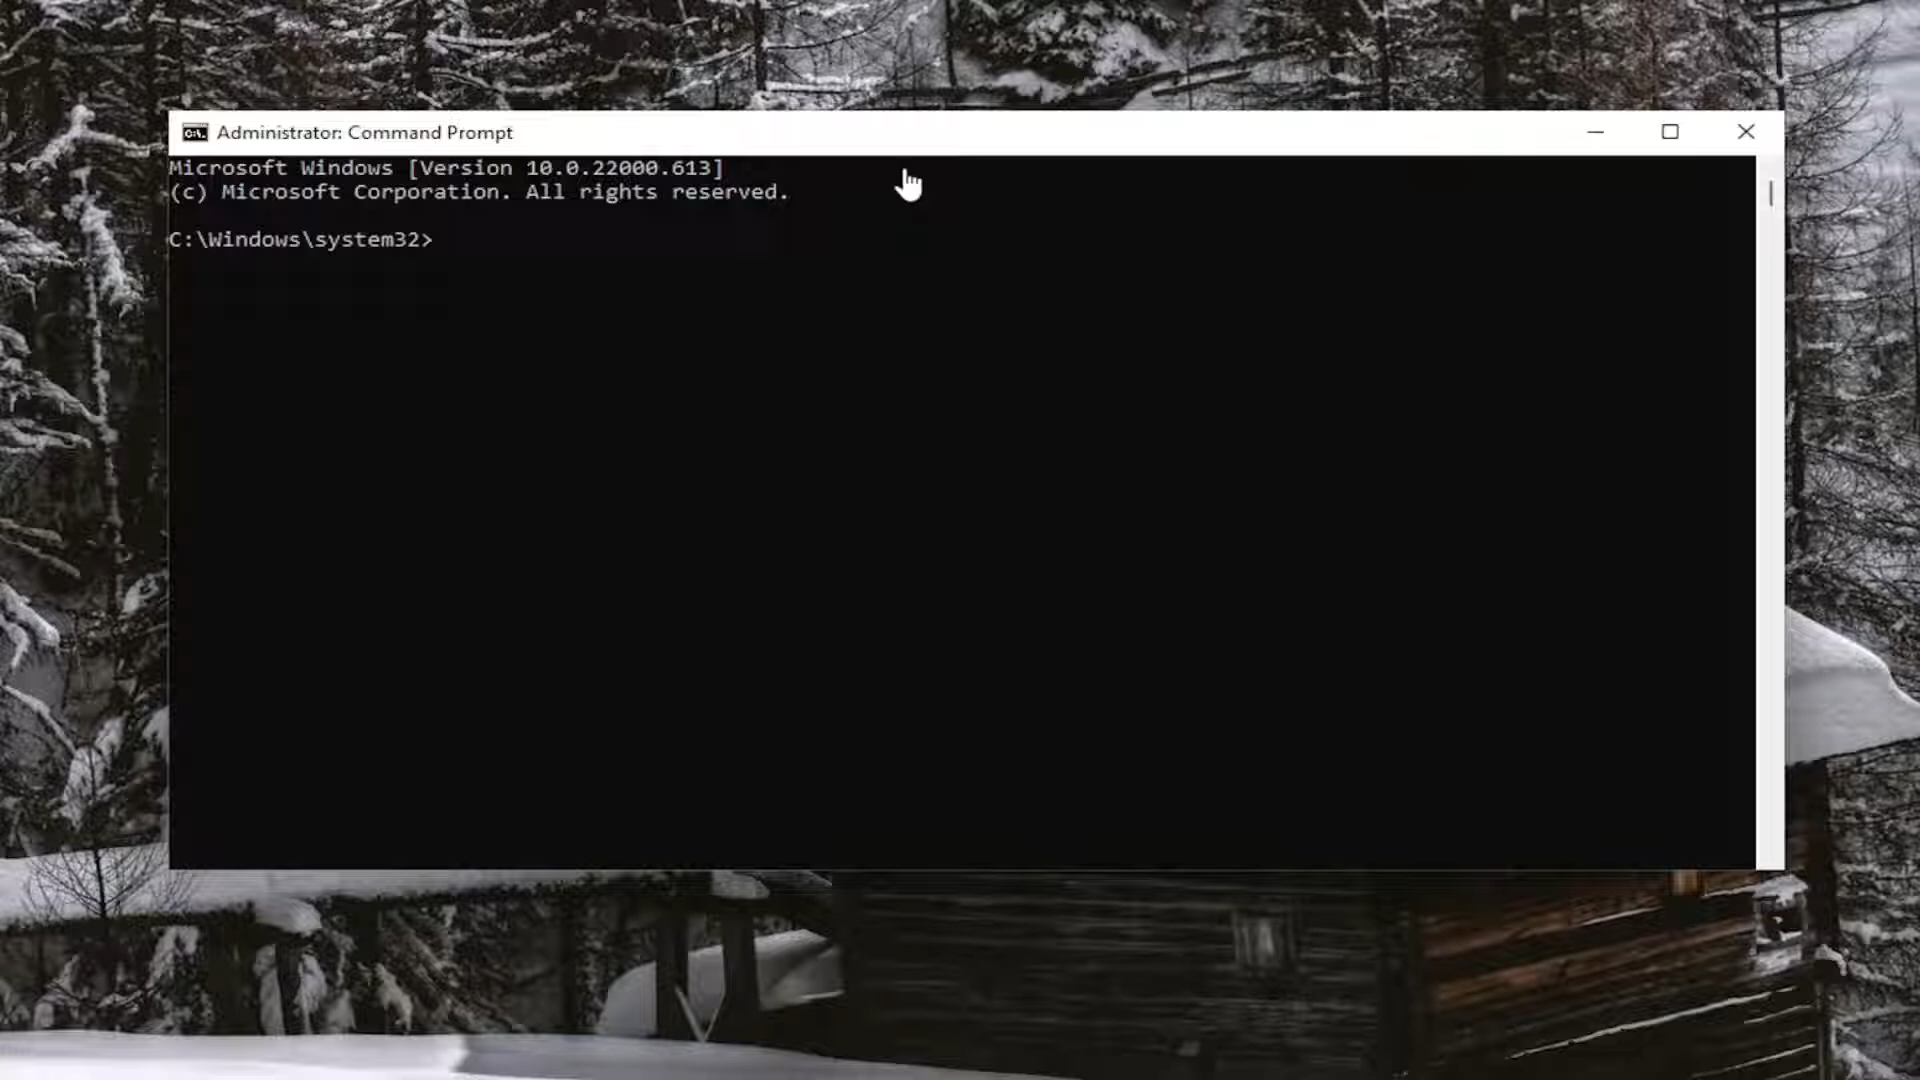 Administrator: Command Prompt
Microsoft Windows [Version 10.0.22000.613]
(c) Microsoft Corporation. All rights reserved.
C:\Windows\system32>